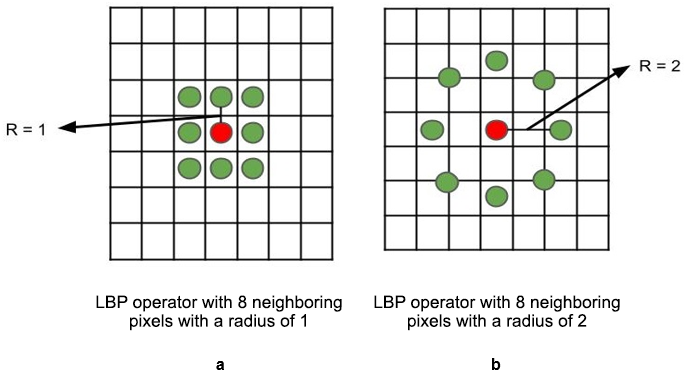 R = 1
R = 2
LBP operator with 8 neighboring
pixels with a radius of 1
LBP operator with 8 neighboring
pixels with a radius of 2
a
b